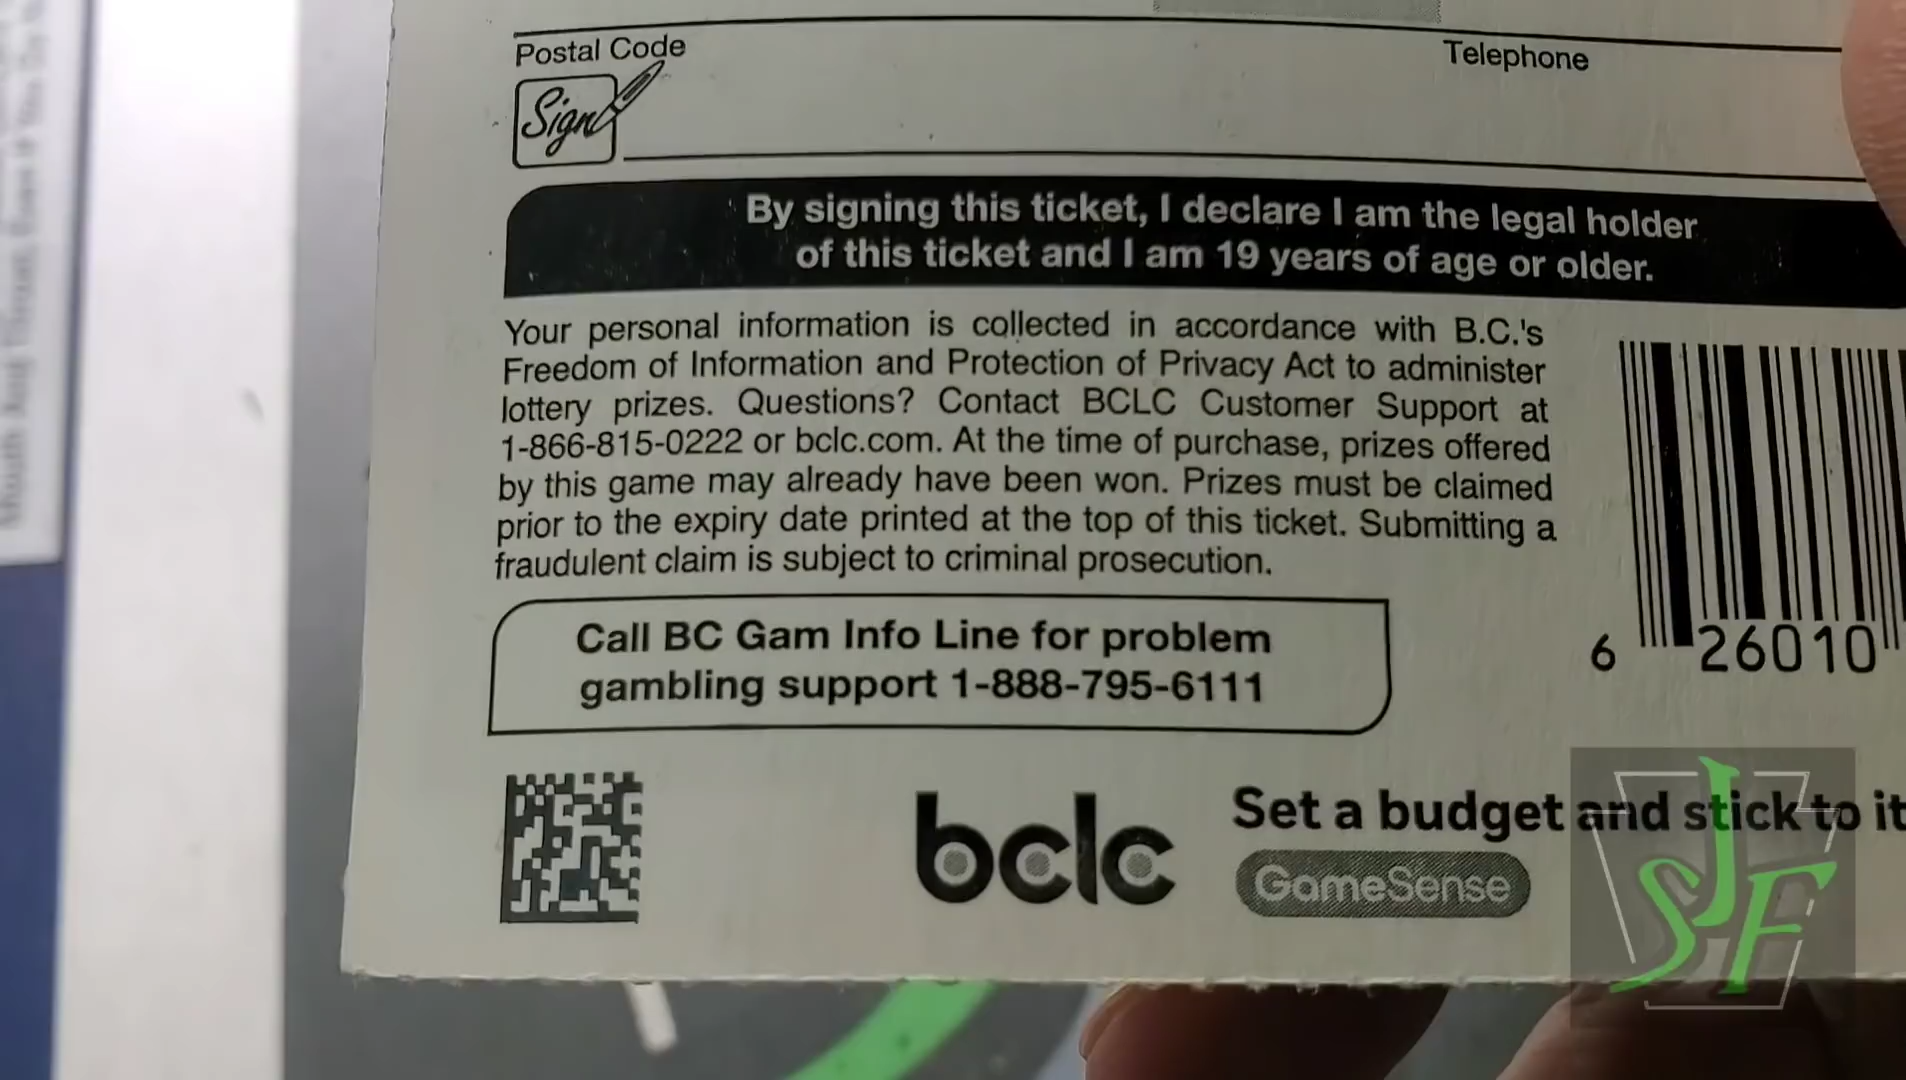 Postal Code Telephone
Sign
By signing this ticket, I declare I am the legal holder
of this ticket and I am 19 years of age or older.
Your personal information is collected in accordance with B.C.'s
Freedom of Information and Protection of Privacy Act to administer
lottery prizes. Questions? Contact BCLC Customer Support at
1-866-815-0222 or bclc.com. At the time of purchase, prizes offered
by this game may already have been won. Prizes must be claimed
prior to the expiry date printed at the top of this ticket. Submitting a
fraudulent claim is subject to criminal prosecution.
6 26010
Call BC Gam Info Line for problem
gambling support 1-888-795-6111
bclc
Set a budget and stick to it
GameSense
SJF